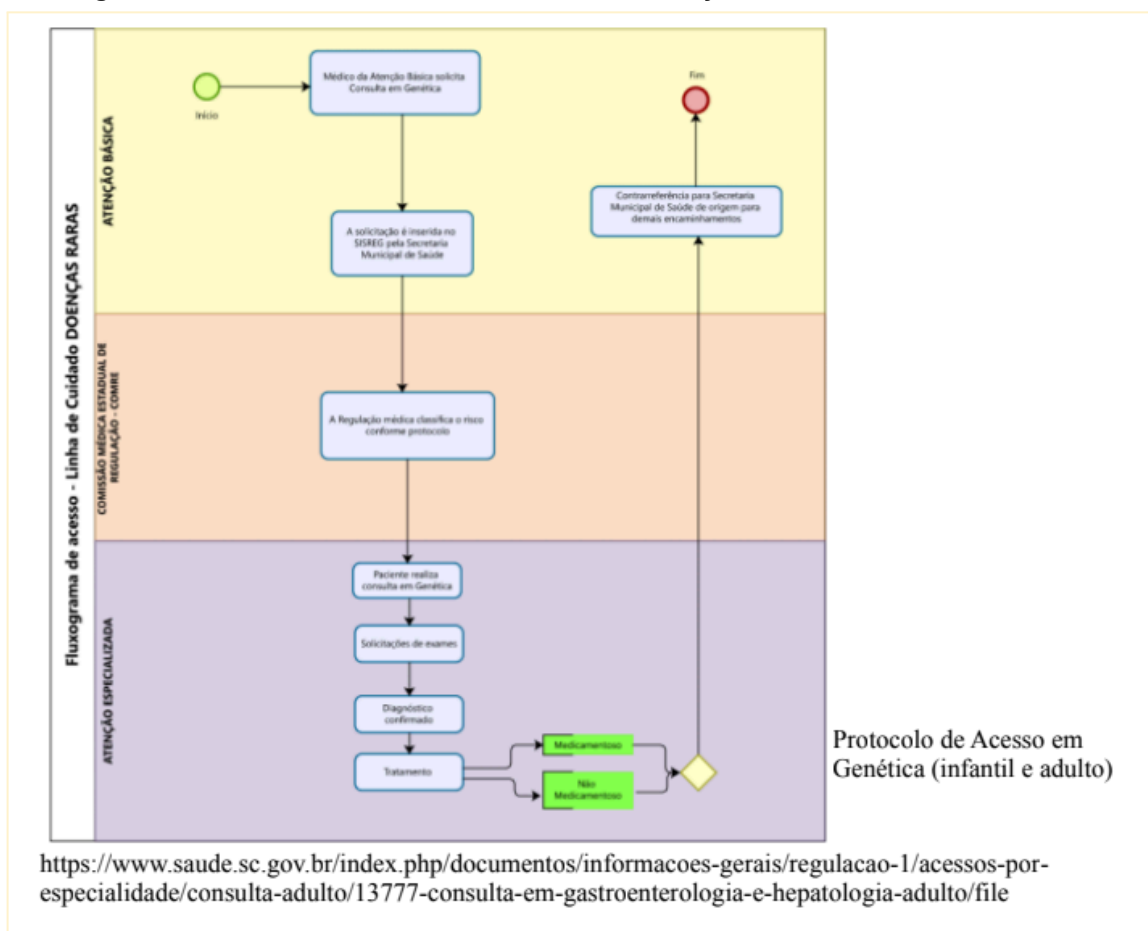 Fluxograma de acesso - Linha de Cuidado DOENÇAS RARAS
ATENÇÃO BÁSICA
Início
Médico da Atenção Básica solicita
Consulta em Genética
A solicitação é inserida no
SISREG pela Secretaria
Municipal de Saúde
Fim
Contrarreferência para Secretaria
Municipal de Saúde de origem para
demais encaminhamentos
COMISSÃO MÉDICA ESTADUAL DE
REGULAÇÃO - COMRE
A Regulação médica classifica o risco
conforme protocolo
ATENÇÃO ESPECIALIZADA
Paciente realiza
consulta em Genética
Solicitações de exames
Diagnóstico
confirmado
Tratamento
Medicamentoso
Não
Medicamentoso
Protocolo de Acesso em
Genética (infantil e adulto)
https://www.saude.sc.gov.br/index.php/documentos/informacoes-gerais/regulacao-1/acessos-por-
especialidade/consulta-adulto/13777-consulta-em-gastroenterologia-e-hepatologia-adulto/file